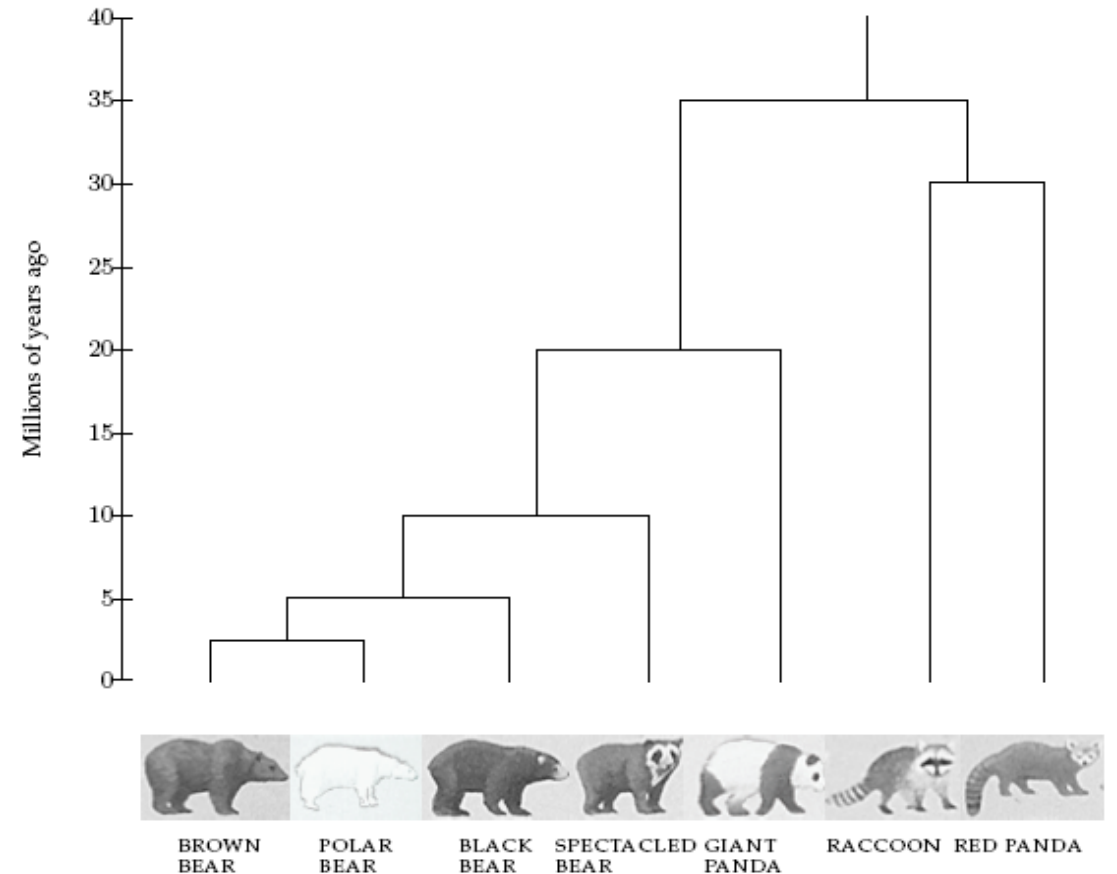 40
35
30
25
20
15
10
5
0
Millions of years ago
BROWN BEAR
POLAR BEAR
BLACK BEAR
SPECTACLED BEAR
GIANT PANDA
RACCOON
RED PANDA